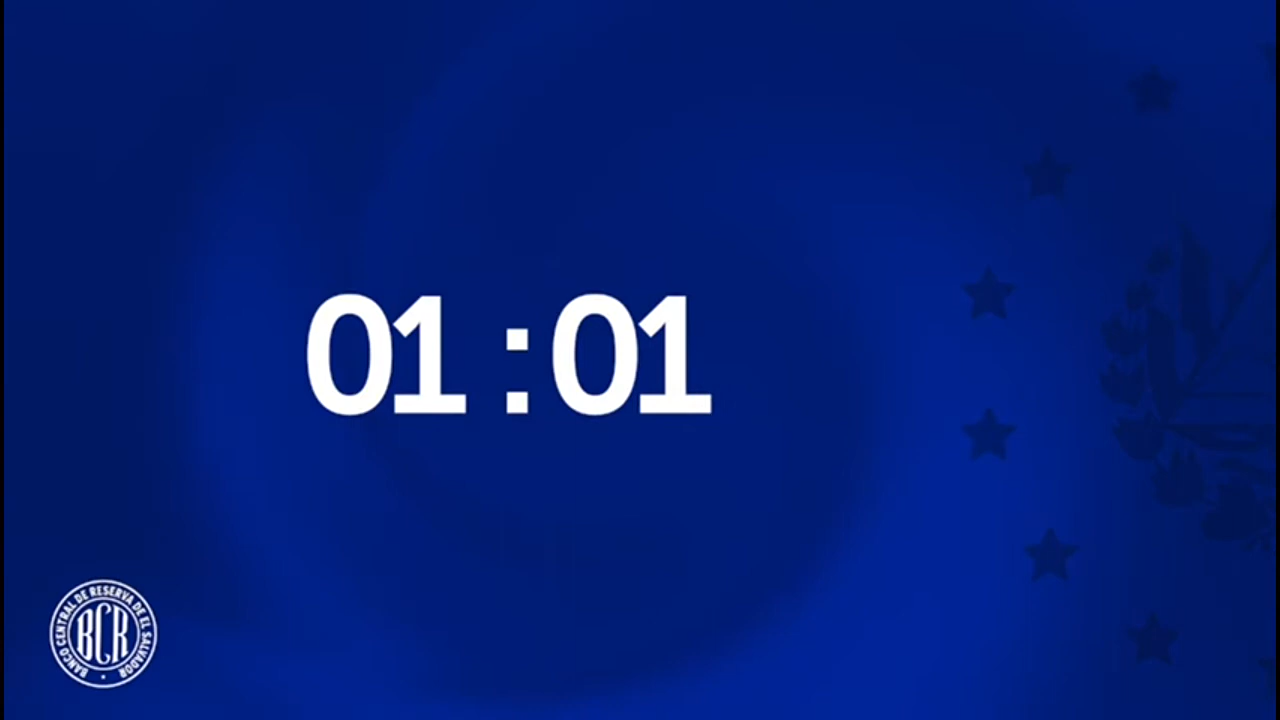 01 : 01
BANCO CENTRAL DE RESERVA DE EL SALVADOR
BCR